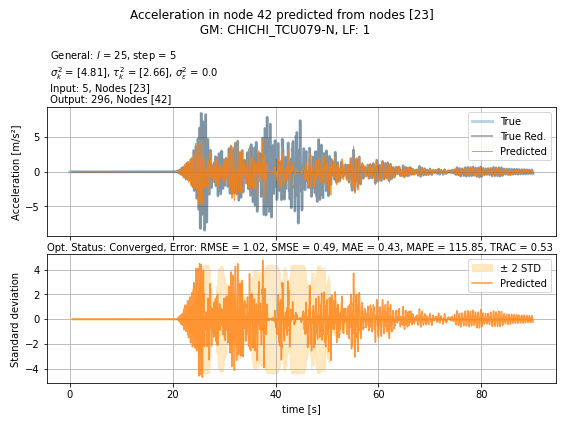 Acceleration in node 42 predicted from nodes [23]
GM: CHICHI_TCU079-N, LF: 1
General: l = 25, step = 5
σ²ₖ = [4.81], τ²ₖ = [2.66], σ²ε = 0.0
Input: 5, Nodes [23]
Output: 296, Nodes [42]
Acceleration [m/s²]
5
0
−5
True
True Red.
Predicted
Opt. Status: Converged, Error: RMSE = 1.02, SMSE = 0.49, MAE = 0.43, MAPE = 115.85, TRAC = 0.53
Standard deviation
4
2
0
−2
−4
± 2 STD
Predicted
0 20 40 60 80
time [s]